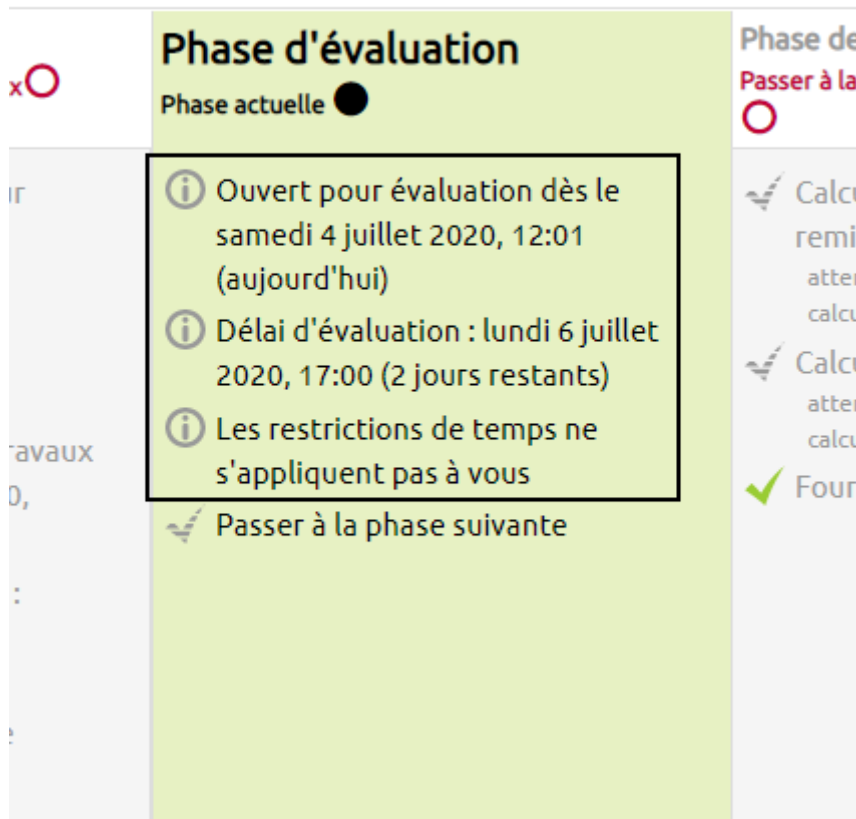 Phase d'évaluation
Phase actuelle
Ouvert pour évaluation dès le
samedi 4 juillet 2020, 12:01
(aujourd'hui)
Délai d'évaluation : lundi 6 juillet
2020, 17:00 (2 jours restants)
Les restrictions de temps ne
s'appliquent pas à vous
Passer à la phase suivante
Phase de
Passer à la